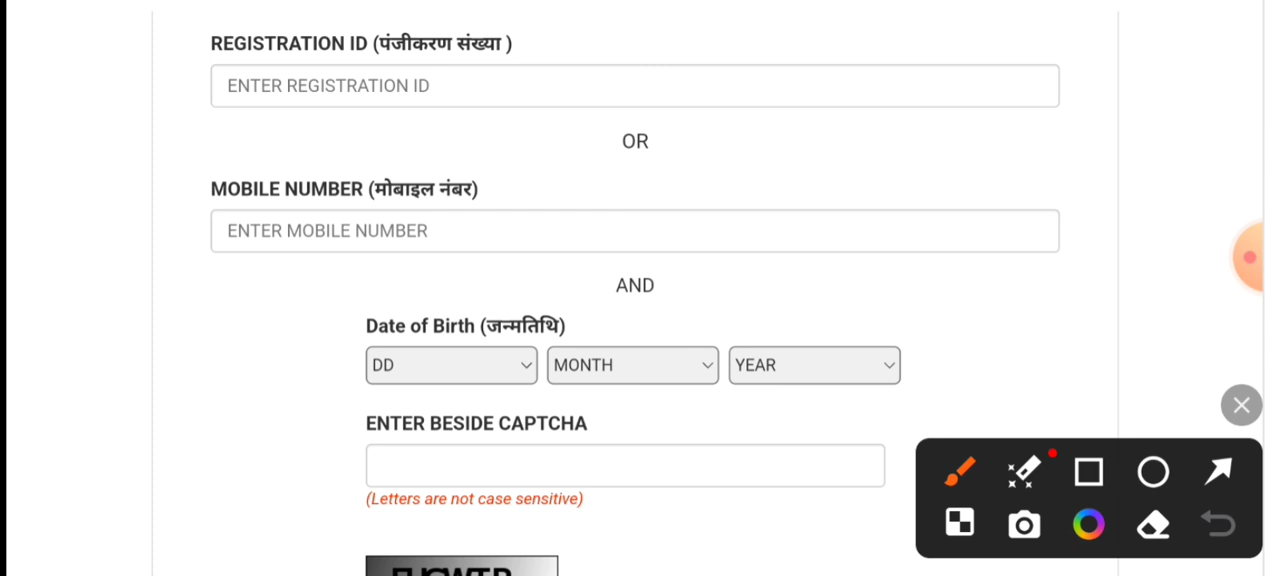 REGISTRATION ID (पंजीकरण संख्या )
ENTER REGISTRATION ID
OR
MOBILE NUMBER (मोबाइल नंबर)
ENTER MOBILE NUMBER
AND
Date of Birth (जन्मतिथि)
DD MONTH YEAR
ENTER BESIDE CAPTCHA
(Letters are not case sensitive)